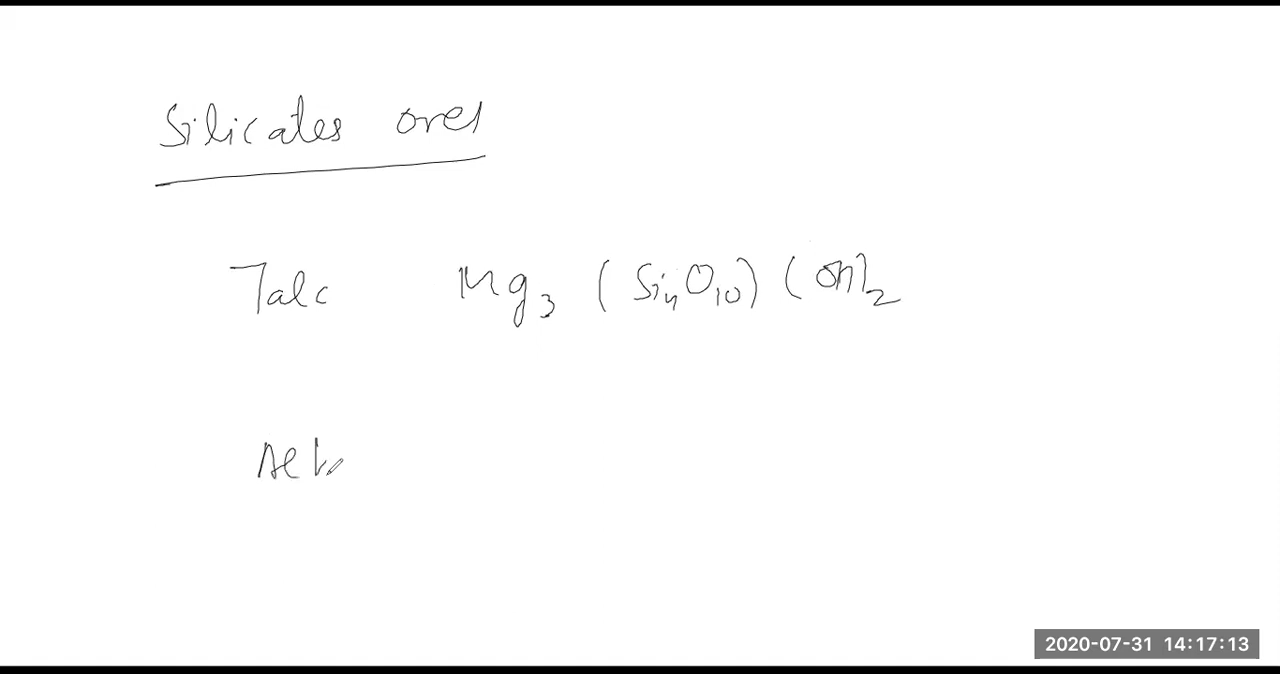 Silicates ores
Talc Mg3 (Si4O10) (OH)2
2020-07-31 14:17:13